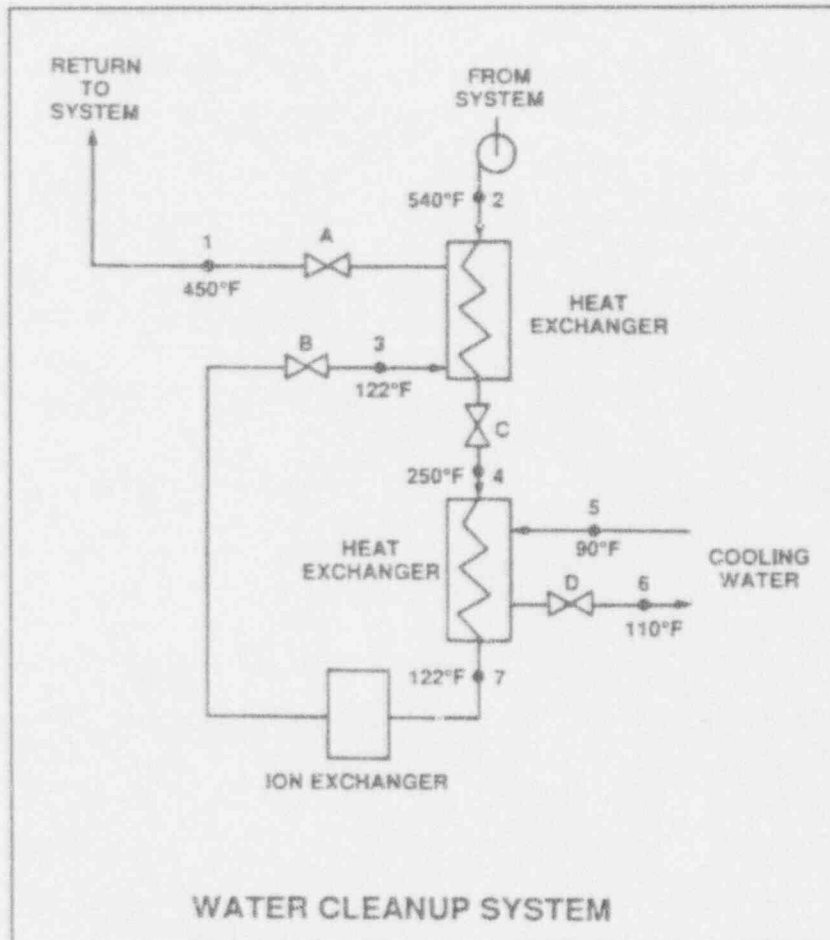 RETURN
TO
SYSTEM
FROM
SYSTEM
540°F
2
1
A
450°F
HEAT
EXCHANGER
B
3
122°F
C
250°F
4
5
HEAT
EXCHANGER
90°F
COOLING
WATER
D
6
110°F
122°F
7
ION EXCHANGER
WATER CLEANUP SYSTEM